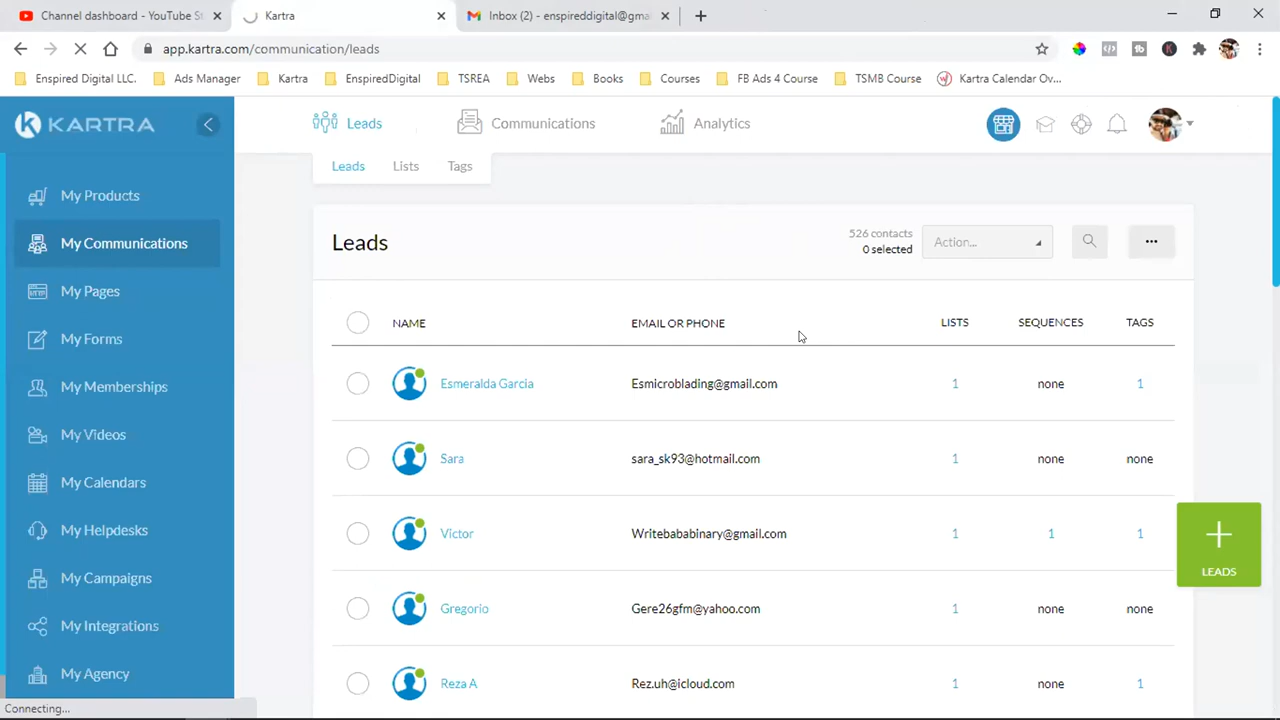 Channel dashboard - YouTube St
Kartra
Inbox (2) - enspireddigital@gma
app.kartra.com/communication/leads
Enspired Digital LLC.
Ads Manager
Kartra
EnspiredDigital
TSREA
Webs
Books
Courses
FB Ads 4 Course
TSMB Course
Kartra Calendar Ov...
KARTRA
Leads
Communications
Analytics
Leads
Lists
Tags
My Products
My Communications
My Pages
My Forms
My Memberships
My Videos
My Calendars
My Helpdesks
My Campaigns
My Integrations
My Agency
Leads
526 contacts
0 selected
Action...
NAME EMAIL OR PHONE LISTS SEQUENCES TAGS
Esmeralda Garcia Esmicroblading@gmail.com 1 none 1
Sara sara_sk93@hotmail.com 1 none none
Victor Writebababinary@gmail.com 1 1 1
Gregorio Gere26gfm@yahoo.com 1 none none
Reza A Rez.uh@icloud.com 1 none 1
LEADS
Connecting...